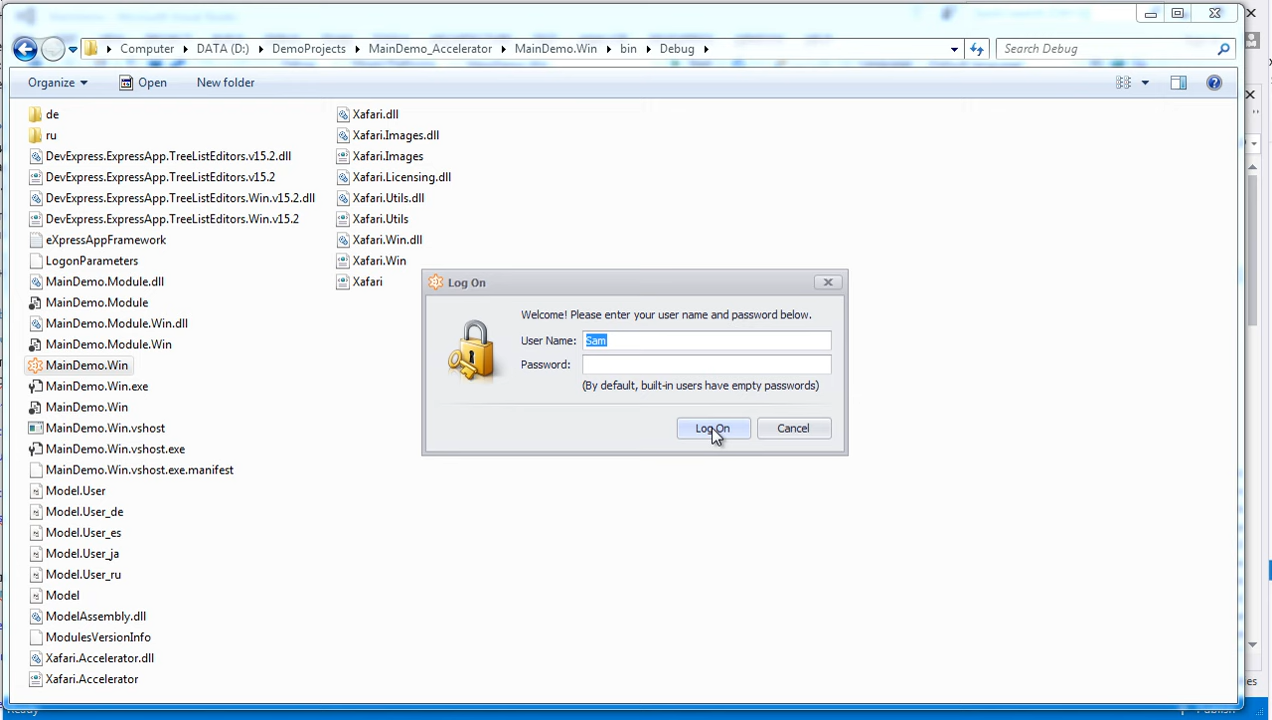 Computer ▸ DATA (D:) ▸ DemoProjects ▸ MainDemo_Accelerator ▸ MainDemo.Win ▸ bin ▸ Debug ▸
Search Debug
Organize
Open
New folder
de
ru
DevExpress.ExpressApp.TreeListEditors.v15.2.dll
DevExpress.ExpressApp.TreeListEditors.v15.2
DevExpress.ExpressApp.TreeListEditors.Win.v15.2.dll
DevExpress.ExpressApp.TreeListEditors.Win.v15.2
eXpressAppFramework
LogonParameters
MainDemo.Module.dll
MainDemo.Module
MainDemo.Module.Win.dll
MainDemo.Module.Win
MainDemo.Win
MainDemo.Win.exe
MainDemo.Win
MainDemo.Win.vshost
MainDemo.Win.vshost.exe
MainDemo.Win.vshost.exe.manifest
Model.User
Model.User_de
Model.User_es
Model.User_ja
Model.User_ru
Model
ModelAssembly.dll
ModulesVersionInfo
Xafari.Accelerator.dll
Xafari.Accelerator
Xafari.dll
Xafari.Images.dll
Xafari.Images
Xafari.Licensing.dll
Xafari.Utils.dll
Xafari.Utils
Xafari.Win.dll
Xafari.Win
Xafari
Log On
Welcome! Please enter your user name and password below.
User Name: Sam
Password:
(By default, built-in users have empty passwords)
Log On
Cancel
Ready